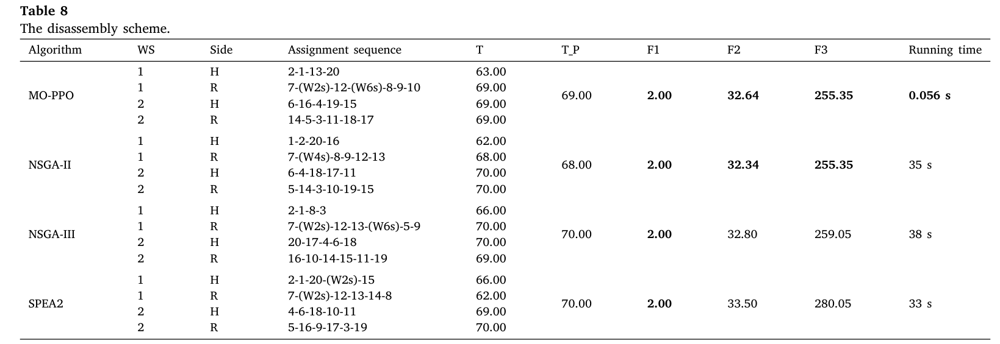 Table 8
The disassembly scheme.
Algorithm WS Side Assignment sequence T T_P F1 F2 F3 Running time
1 H 2-1-13-20 63.00
1 R 7-(W2s)-12-(W6s)-8-9-10 69.00
MO-PPO 69.00 2.00 32.64 255.35 0.056 s
2 H 6-16-4-19-15 69.00
2 R 14-5-3-11-18-17 69.00
1 H 1-2-20-16 62.00
1 R 7-(W4s)-8-9-12-13 68.00
NSGA-II 68.00 2.00 32.34 255.35 35 s
2 H 6-4-18-17-11 70.00
2 R 5-14-3-10-19-15 70.00
1 H 2-1-8-3 66.00
1 R 7-(W2s)-12-13-(W6s)-5-9 70.00
NSGA-III 70.00 2.00 32.80 259.05 38 s
2 H 20-17-4-6-18 70.00
2 R 16-10-14-15-11-19 69.00
1 H 2-1-20-(W2s)-15 66.00
1 R 7-(W2s)-12-13-14-8 62.00
SPEA2 70.00 2.00 33.50 280.05 33 s
2 H 4-6-18-10-11 69.00
2 R 5-16-9-17-3-19 70.00